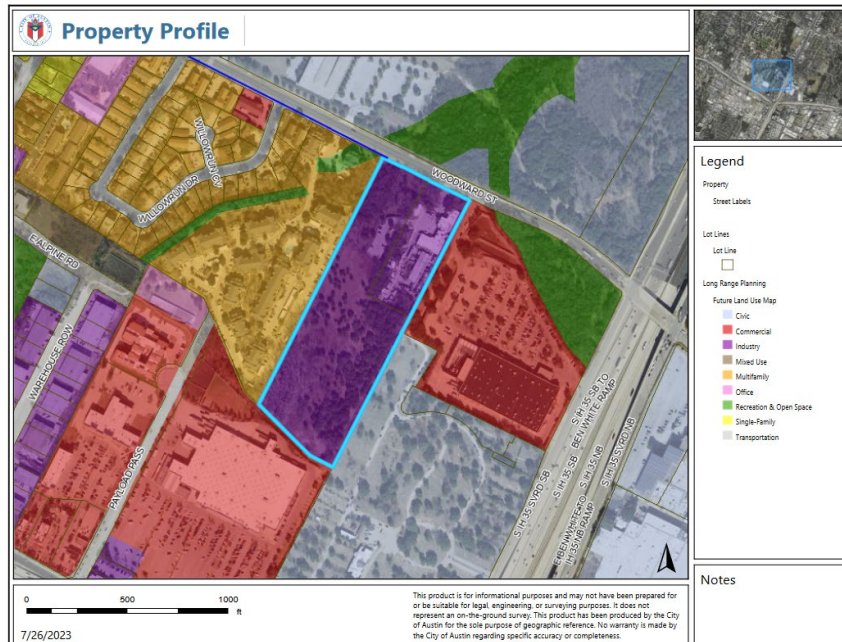 Property Profile
WOODWARD ST
WILLOWRUN CV
WILLOWRUN DR
E ALPINE RD
WAREHOUSE ROW
PAYLOAD PASS
S IH 35 SVRD SB
S IH 35 SB TO
BEN WHITE RAMP
S IH 35 SB
S IH 35 NB
E BEN WHITE TO
IH 35 NB RAMP
S IH 35 SVRD NB
Legend
Property
Street Labels
Lot Lines
Lot Line
Long Range Planning
Future Land Use Map
Civic
Commercial
Industry
Mixed Use
Multifamily
Office
Recreation & Open Space
Single-Family
Transportation
Notes
0 500 1000
ft
7/26/2023
This product is for informational purposes and may not have been prepared for
or be suitable for legal, engineering, or surveying purposes. It does not
represent an on-the-ground survey. This product has been produced by the City
of Austin for the sole purpose of geographic reference. No warranty is made by
the City of Austin regarding specific accuracy or completeness.